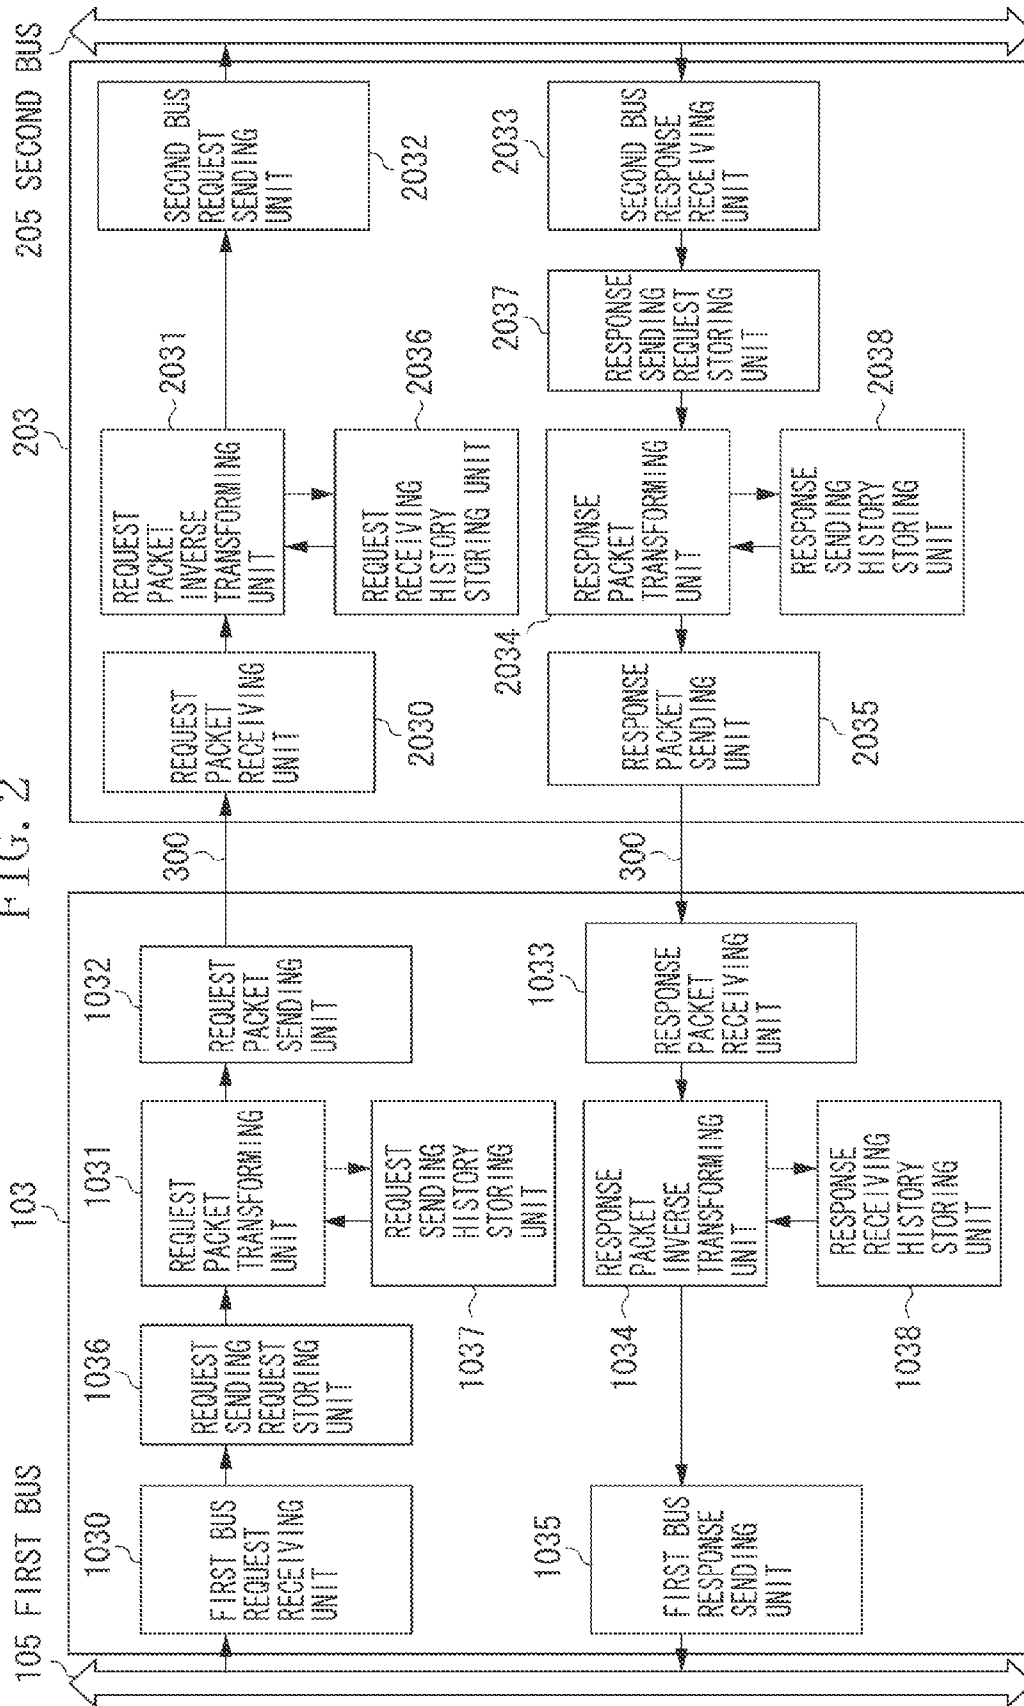 FIG. 2
105 FIRST BUS
103
203
205 SECOND BUS
1030
FIRST BUS
REQUEST
RECEIVING
UNIT
1036
REQUEST
SENDING
REQUEST
STORING
UNIT
1031
REQUEST
PACKET
TRANSFORMING
UNIT
1032
REQUEST
PACKET
SENDING
UNIT
300
REQUEST
PACKET
RECEIVING
UNIT
2030
2031
REQUEST
PACKET
INVERSE
TRANSFORMING
UNIT
SECOND BUS
REQUEST
SENDING
UNIT
2032
REQUEST
SENDING
HISTORY
STORING
UNIT
1037
2036
REQUEST
RECEIVING
HISTORY
STORING UNIT
1035
FIRST BUS
RESPONSE
SENDING
UNIT
1034
RESPONSE
PACKET
INVERSE
TRANSFORMING
UNIT
1033
RESPONSE
PACKET
RECEIVING
UNIT
300
RESPONSE
PACKET
SENDING
UNIT
2035
2034
RESPONSE
PACKET
TRANSFORMING
UNIT
2037
RESPONSE
SENDING
REQUEST
STORING
UNIT
2033
SECOND BUS
RESPONSE
RECEIVING
UNIT
1038
RESPONSE
RECEIVING
HISTORY
STORING
UNIT
2038
RESPONSE
SENDING
HISTORY
STORING
UNIT